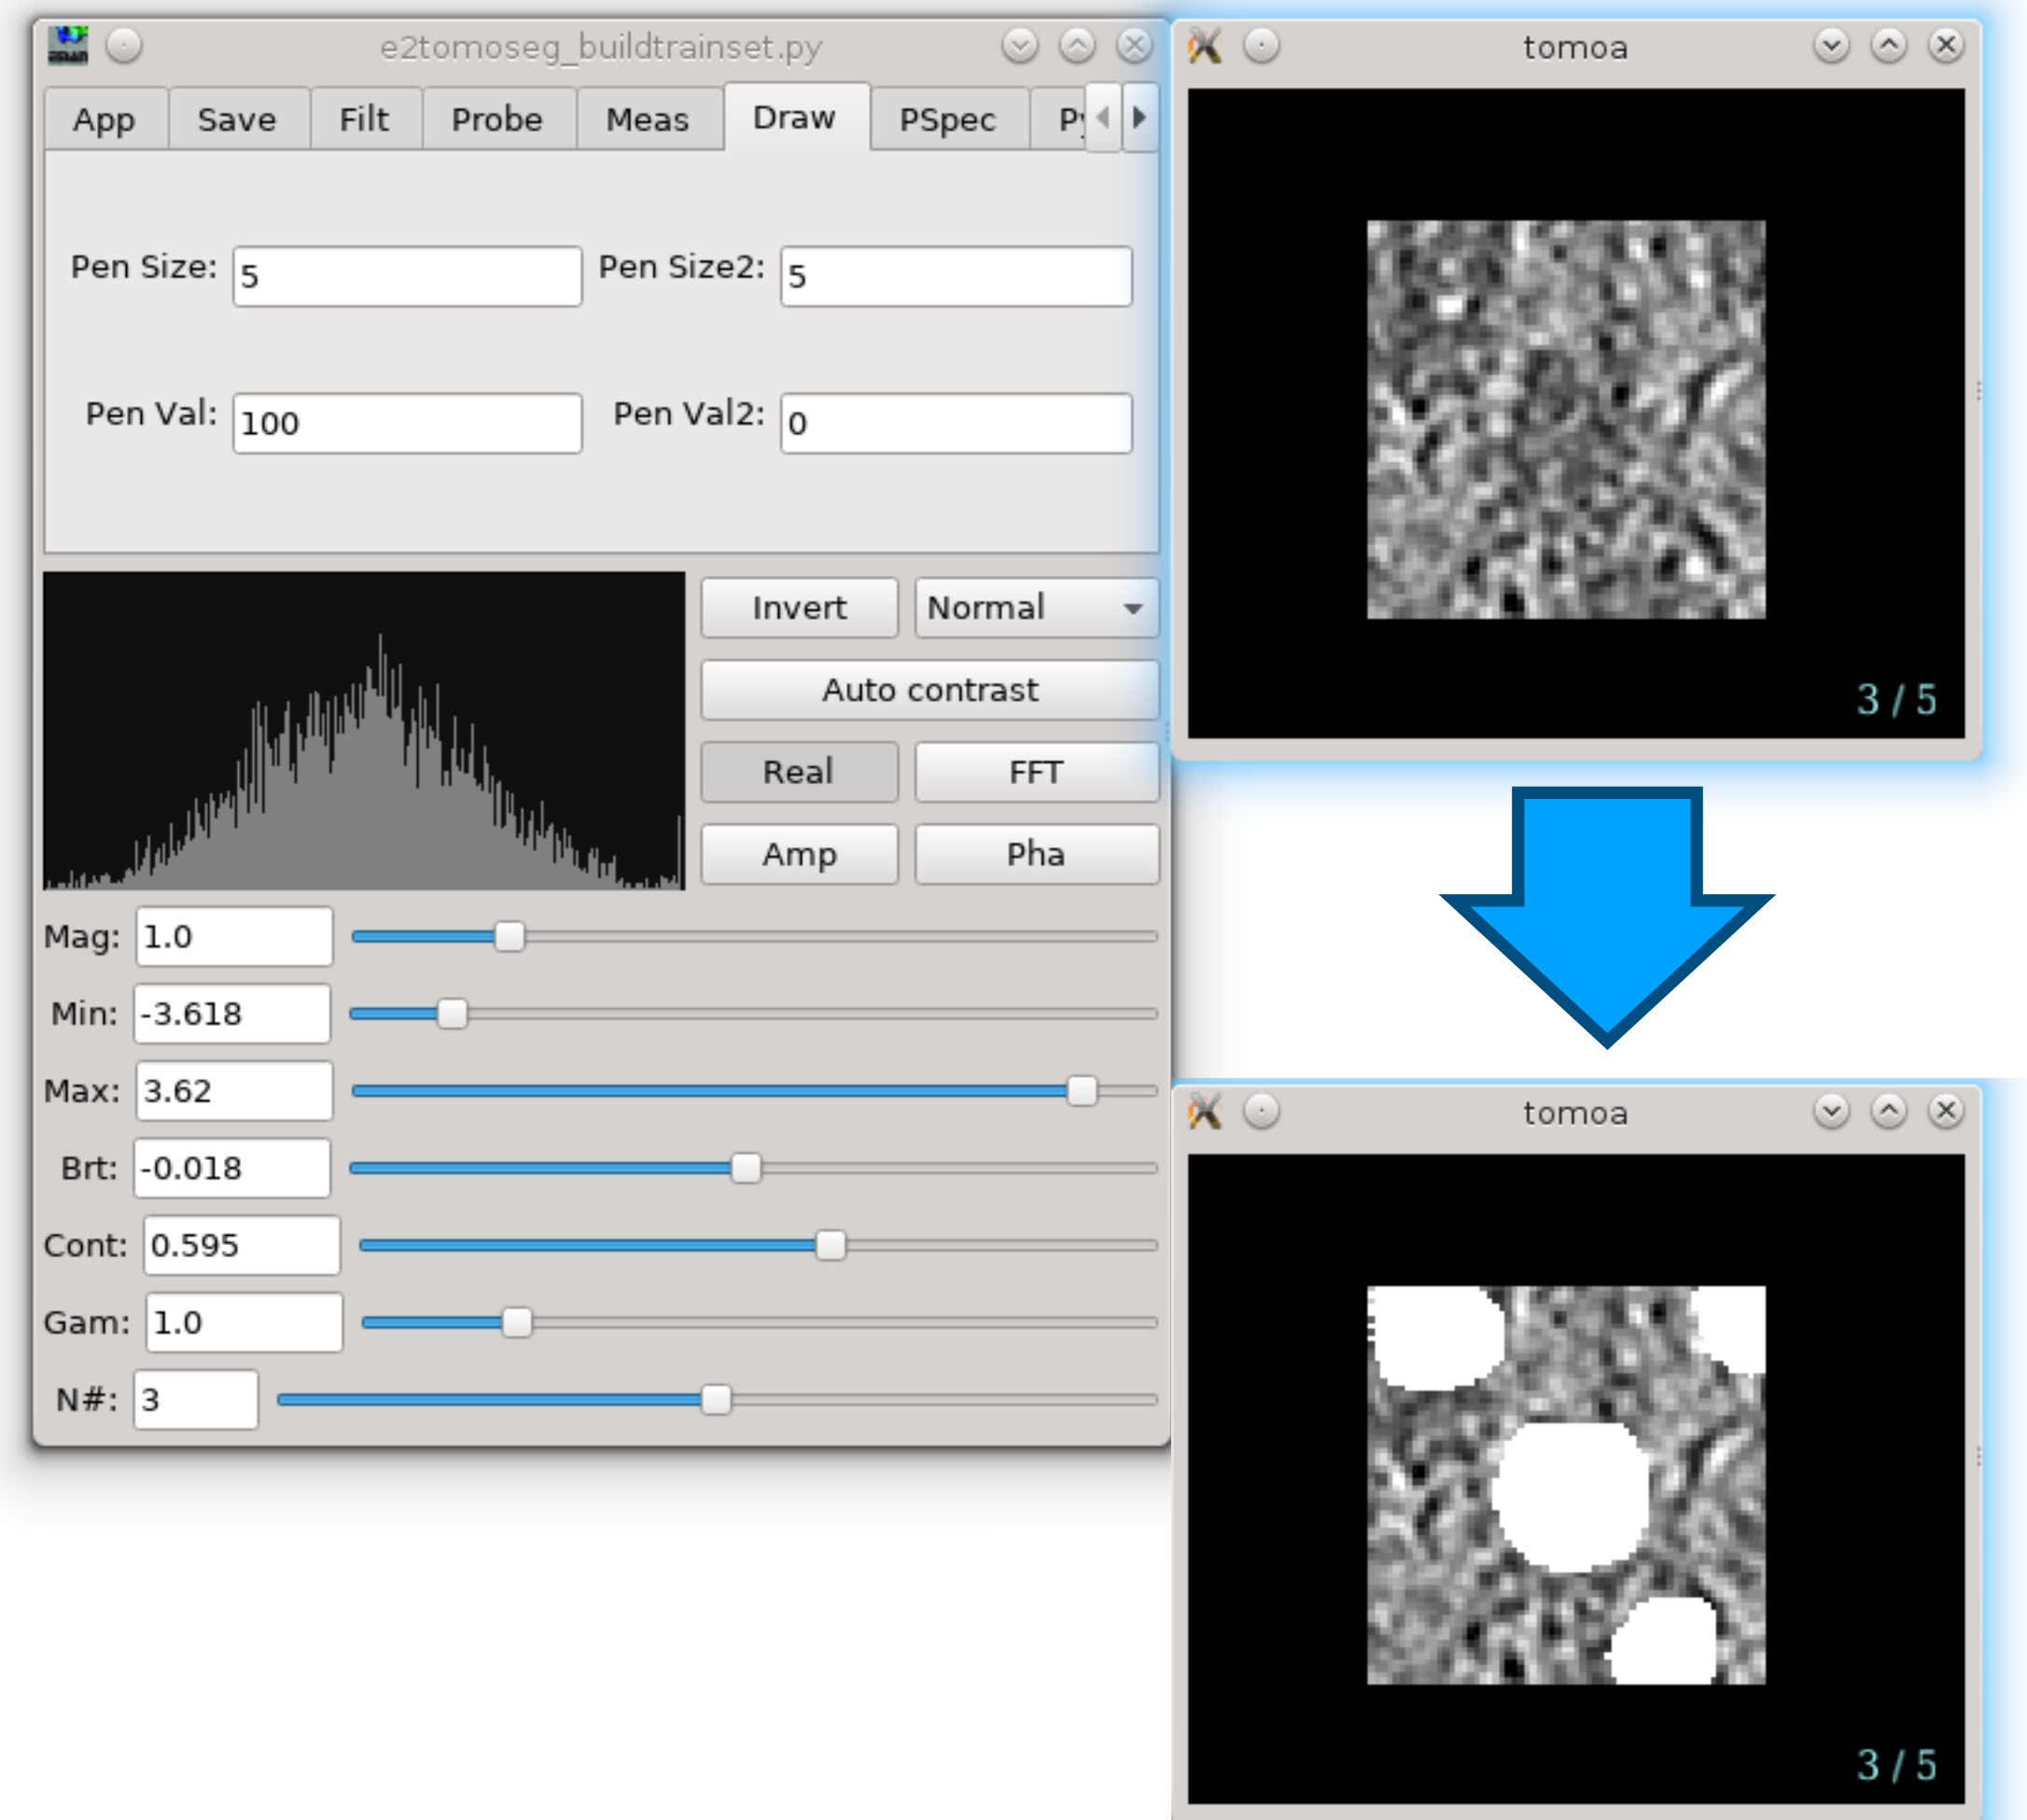 e2tomoseg_buildtrainset.py
App Save Filt Probe Meas Draw PSpec
Pen Size: 5 Pen Size2: 5
Pen Val: 100 Pen Val2: 0
Invert Normal
Auto contrast
Real FFT
Amp Pha
Mag: 1.0
Min: -3.618
Max: 3.62
Brt: -0.018
Cont: 0.595
Gam: 1.0
N#: 3
tomoa
3 / 5
tomoa
3 / 5